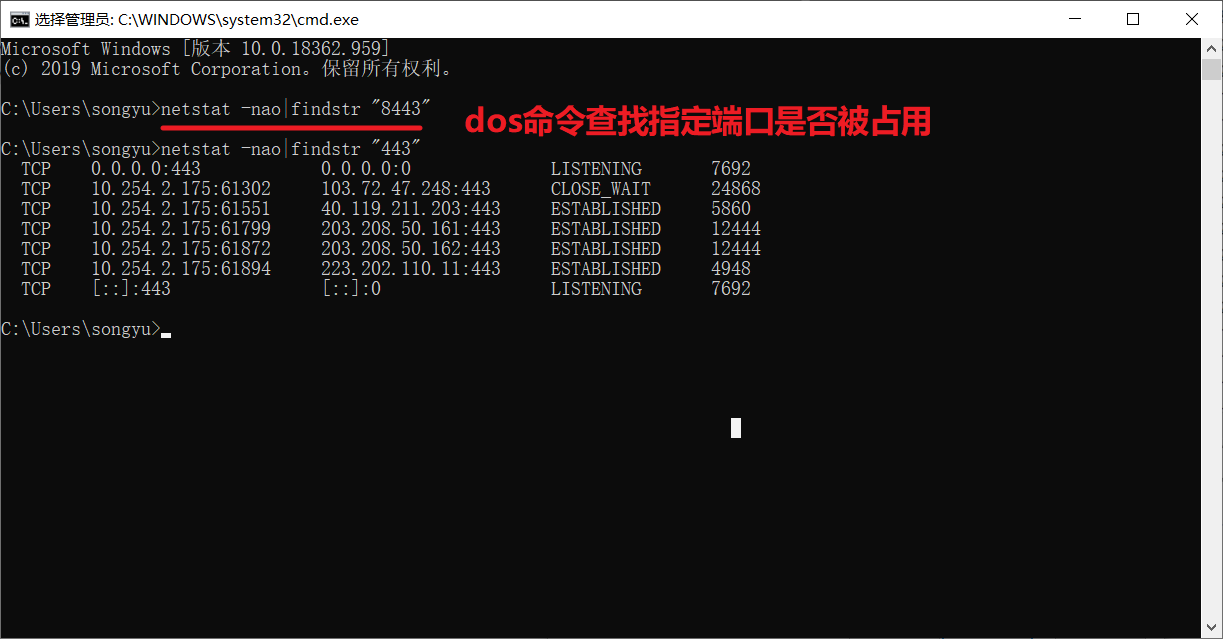 选择管理员: C:\WINDOWS\system32\cmd.exe
Microsoft Windows [版本 10.0.18362.959]
(c) 2019 Microsoft Corporation。保留所有权利。
C:\Users\songyu>netstat -nao|findstr "8443"
dos命令查找指定端口是否被占用
C:\Users\songyu>netstat -nao|findstr "443"
TCP 0.0.0.0:443 0.0.0.0:0 LISTENING 7692
TCP 10.254.2.175:61302 103.72.47.248:443 CLOSE_WAIT 24868
TCP 10.254.2.175:61551 40.119.211.203:443 ESTABLISHED 5860
TCP 10.254.2.175:61799 203.208.50.161:443 ESTABLISHED 12444
TCP 10.254.2.175:61872 203.208.50.162:443 ESTABLISHED 12444
TCP 10.254.2.175:61894 223.202.110.11:443 ESTABLISHED 4948
TCP [::]:443 [::]:0 LISTENING 7692
C:\Users\songyu>